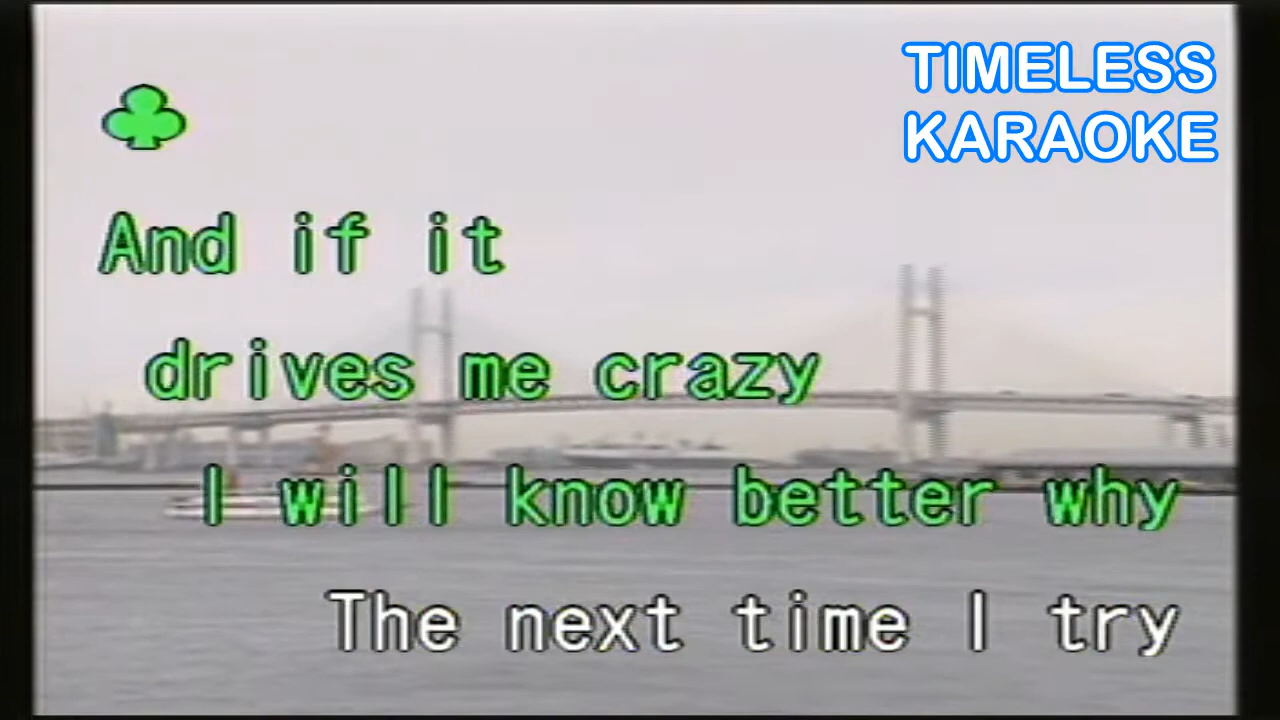 TIMELESS
KARAOKE
And if it
drives me crazy
I will know better why
The next time I try